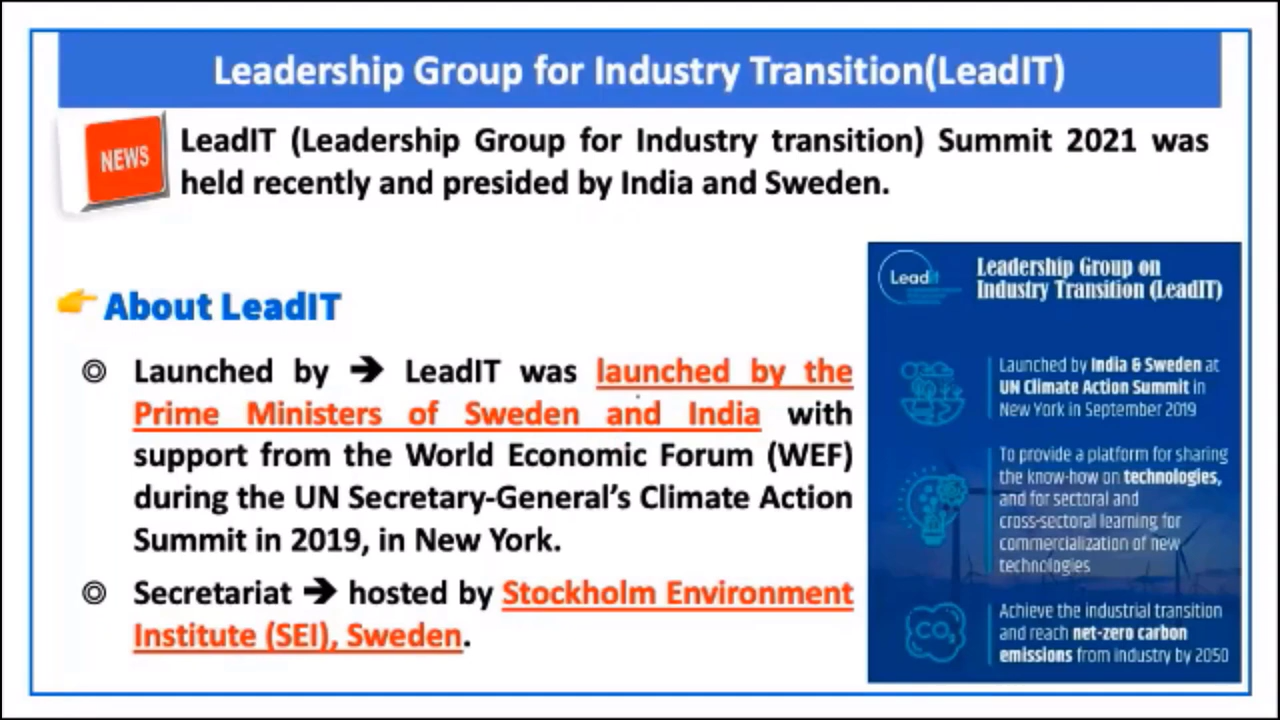 Leadership Group for Industry Transition(LeadIT)
NEWS
LeadIT (Leadership Group for Industry transition) Summit 2021 was
held recently and presided by India and Sweden.
About LeadIT
Launched by ➔ LeadIT was launched by the
Prime Ministers of Sweden and India with
support from the World Economic Forum (WEF)
during the UN Secretary-General’s Climate Action
Summit in 2019, in New York.
Secretariat ➔ hosted by Stockholm Environment
Institute (SEI), Sweden.
LeadIt
Leadership Group on
Industry Transition (LeadIT)
Launched by India & Sweden at
UN Climate Action Summit in
New York in September 2019
To provide a platform for sharing
the know-how on technologies,
and for sectoral and
cross-sectoral learning for
commercialization of new
technologies
CO₂
Achieve the industrial transition
and reach net-zero carbon
emissions from industry by 2050